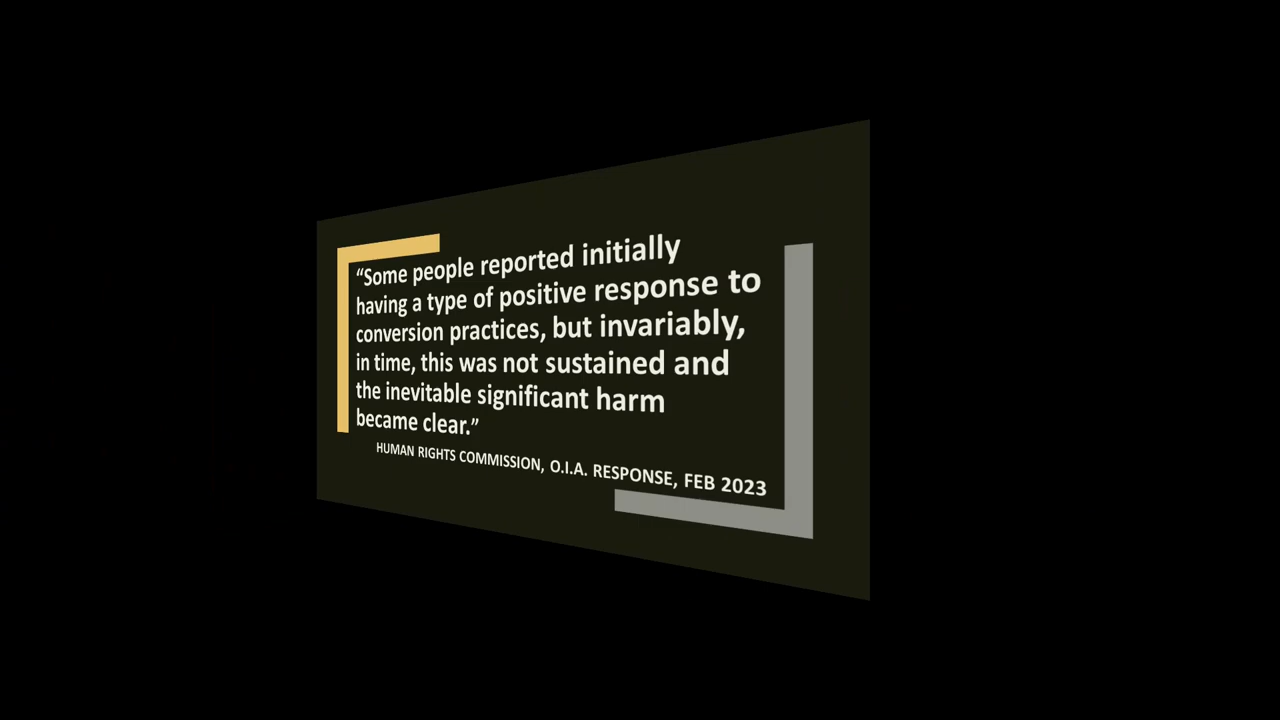 “Some people reported initially
having a type of positive response to
conversion practices, but invariably,
in time, this was not sustained and
the inevitable significant harm
became clear.”
HUMAN RIGHTS COMMISSION, O.I.A. RESPONSE, FEB 2023